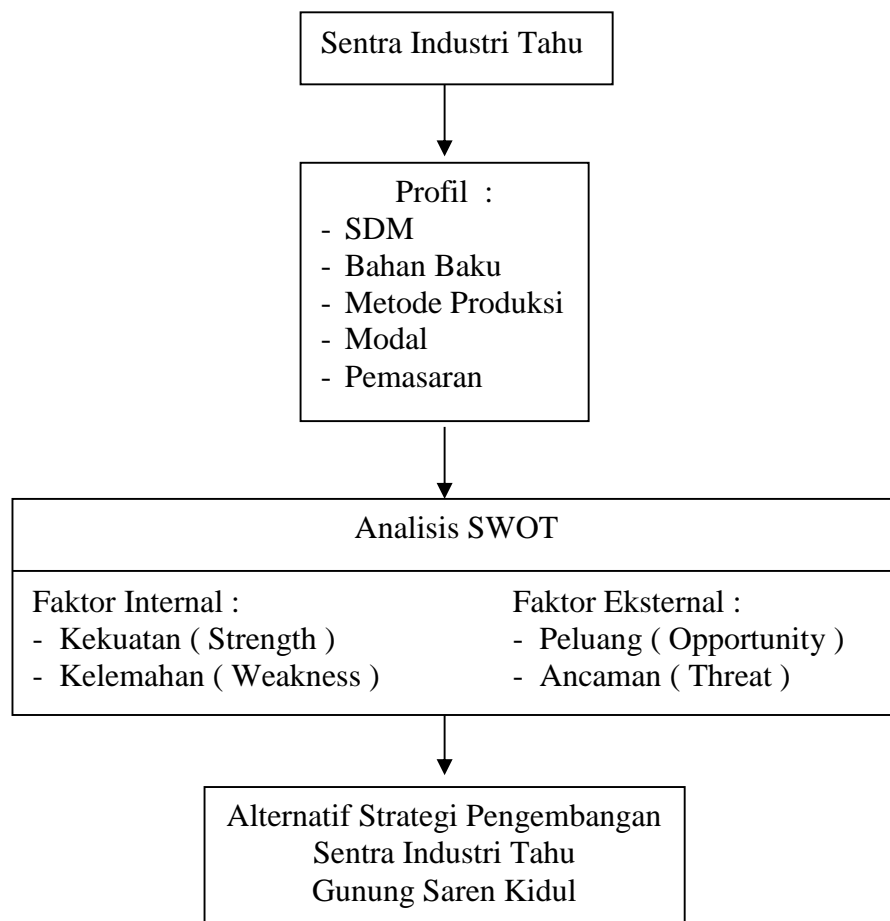 Sentra Industri Tahu
Profil :
- SDM
- Bahan Baku
- Metode Produksi
- Modal
- Pemasaran
Analisis SWOT
Faktor Internal :
- Kekuatan ( Strength )
- Kelemahan ( Weakness )
Faktor Eksternal :
- Peluang ( Opportunity )
- Ancaman ( Threat )
Alternatif Strategi Pengembangan
Sentra Industri Tahu
Gunung Saren Kidul